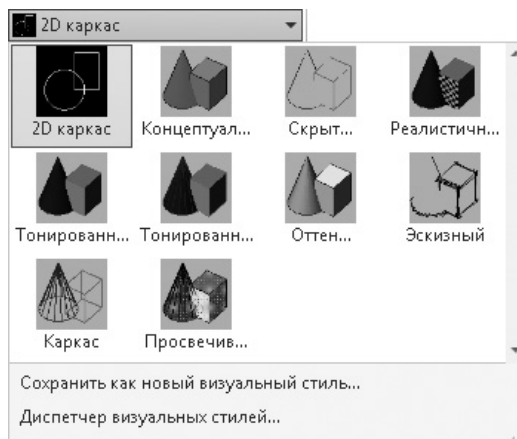 2D каркас
2D каркас
Концептуал...
Скрыт...
Реалистичн...
Тонированн...
Тонированн...
Оттен...
Эскизный
Каркас
Просвечив...
Сохранить как новый визуальный стиль...
Диспетчер визуальных стилей...